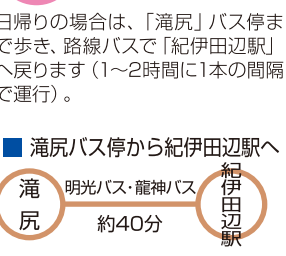 日帰りの場合は、「滝尻」バス停ま
で歩き、路線バスで「紀伊田辺駅」
へ戻ります（1〜2時間に1本の間隔
で運行）。
■ 滝尻バス停から紀伊田辺駅へ
滝尻
明光バス・龍神バス
約40分
紀伊田辺駅